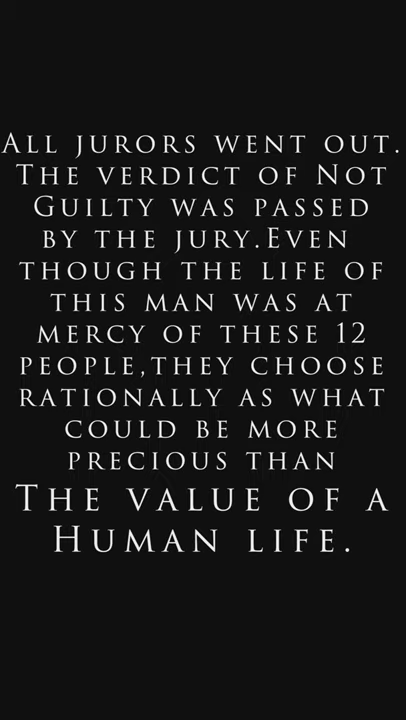 All jurors went out.
The verdict of Not
Guilty was passed
by the jury.Even
though the life of
this man was at
mercy of these 12
people,they choose
rationally as what
could be more
precious than
The value of a
Human life.